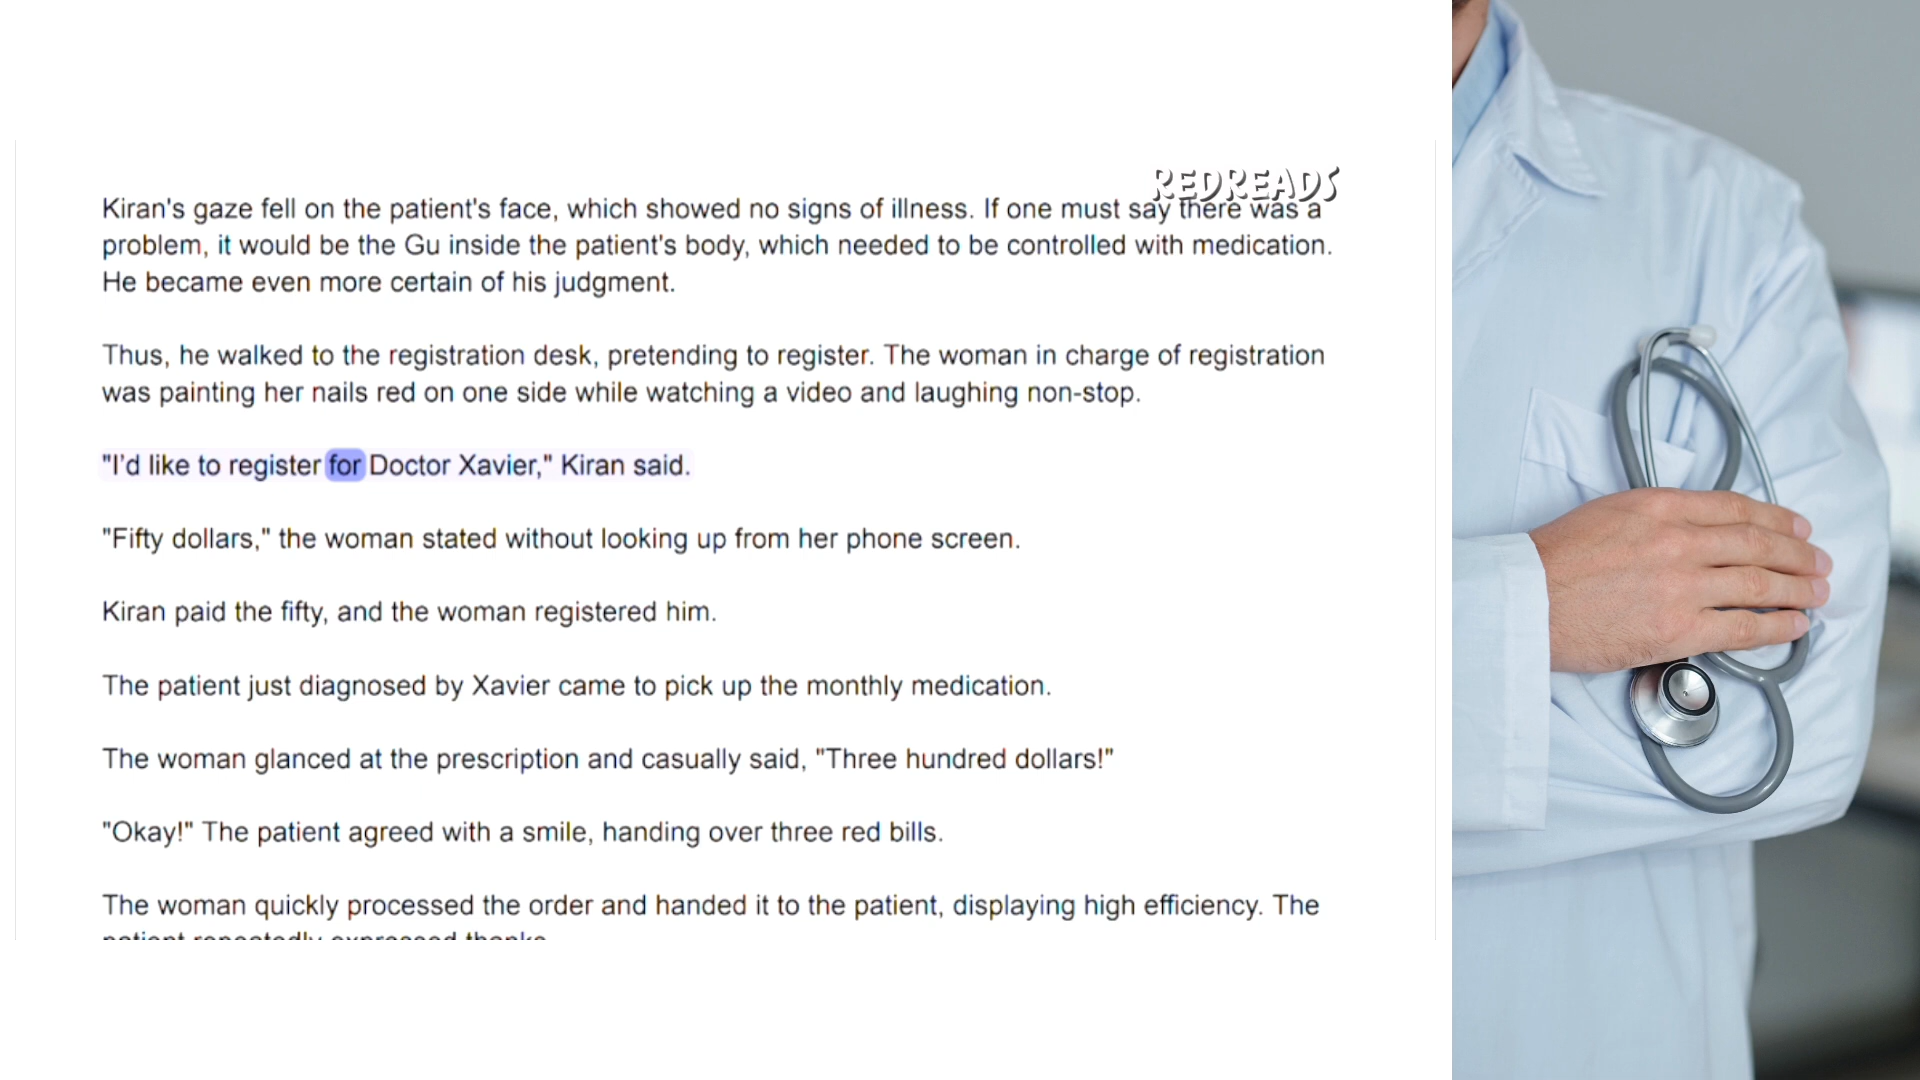 REDREADS
Kiran's gaze fell on the patient's face, which showed no signs of illness. If one must say there was a
problem, it would be the Gu inside the patient's body, which needed to be controlled with medication.
He became even more certain of his judgment.
Thus, he walked to the registration desk, pretending to register. The woman in charge of registration
was painting her nails red on one side while watching a video and laughing non-stop.
"I'd like to register for Doctor Xavier," Kiran said.
"Fifty dollars," the woman stated without looking up from her phone screen.
Kiran paid the fifty, and the woman registered him.
The patient just diagnosed by Xavier came to pick up the monthly medication.
The woman glanced at the prescription and casually said, "Three hundred dollars!"
"Okay!" The patient agreed with a smile, handing over three red bills.
The woman quickly processed the order and handed it to the patient, displaying high efficiency. The
patient repeatedly expressed thanks.